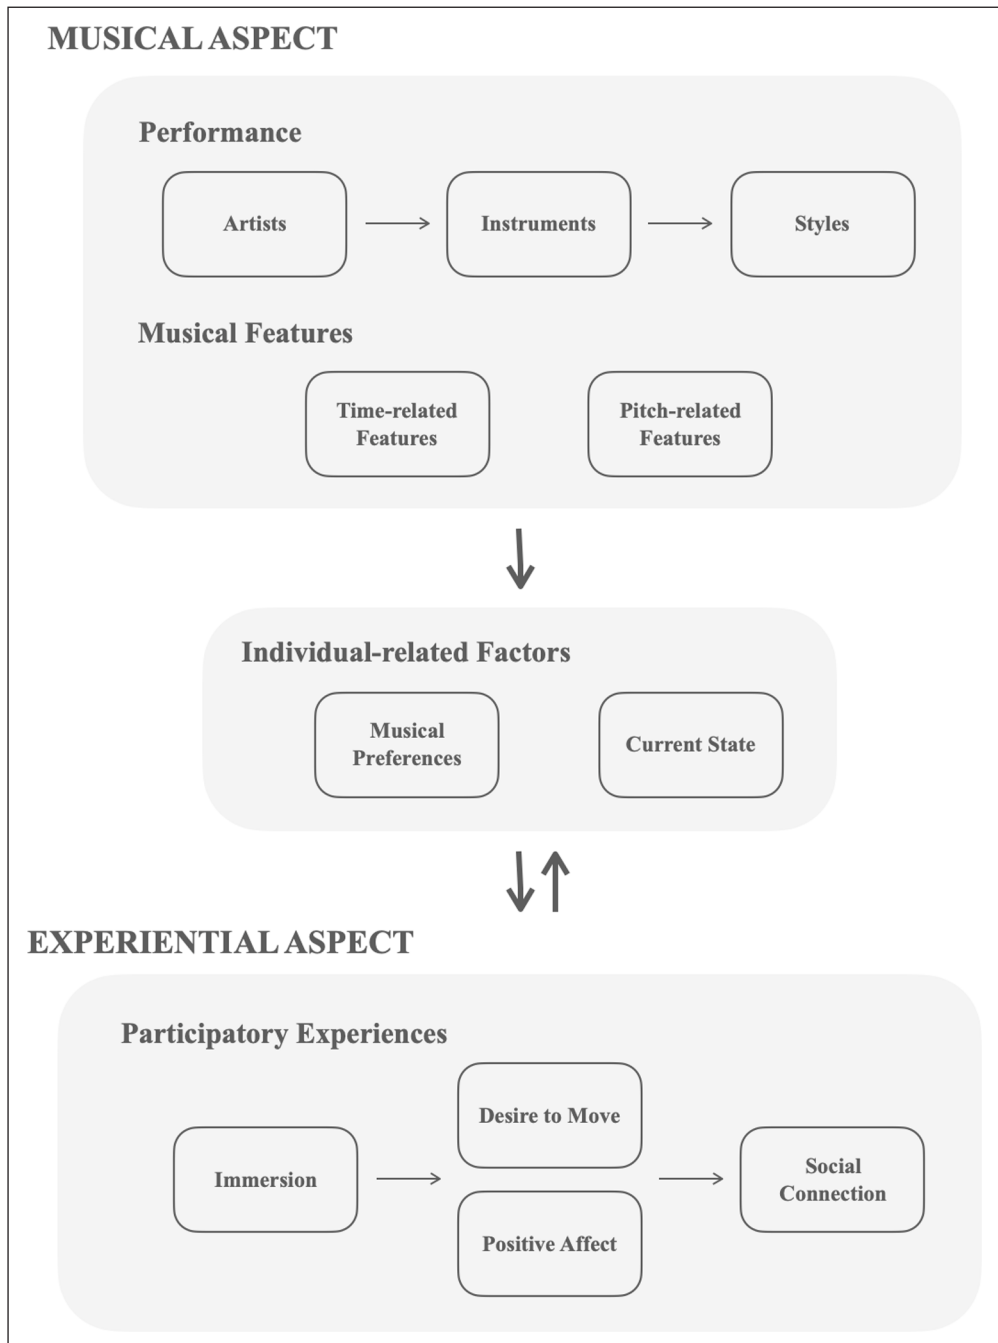 MUSICAL ASPECT
Performance
Artists
Instruments
Styles
Musical Features
Time-related
Features
Pitch-related
Features
Individual-related Factors
Musical
Preferences
Current State
EXPERIENTIAL ASPECT
Participatory Experiences
Immersion
Desire to Move
Positive Affect
Social
Connection